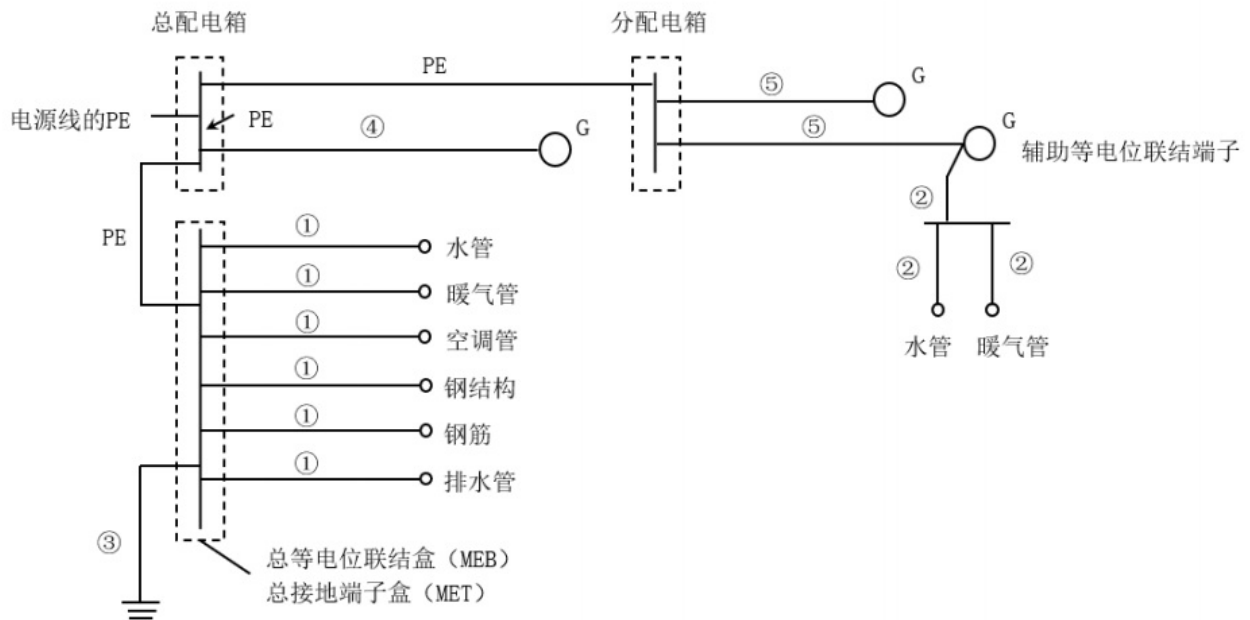 总配电箱
分配电箱
PE
⑤
G
电源线的PE
PE
④
G
⑤
G
辅助等电位联结端子
②
PE
①
水管
②
②
①
暖气管
①
空调管
水管
暖气管
①
钢结构
①
钢筋
①
排水管
③
总等电位联结盒（MEB）
总接地端子盒（MET）